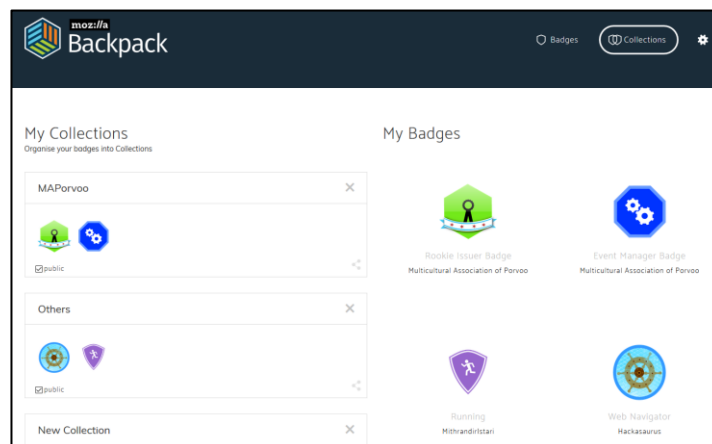 moz://a
Backpack
Badges
Collections
My Collections
Organise your badges into Collections
MAPorvoo
public
Others
public
New Collection
My Badges
Rookie Issuer Badge
Multicultural Association of Porvoo
Event Manager Badge
Multicultural Association of Porvoo
Running
MithrandirIstari
Web Navigator
Hackasaurus